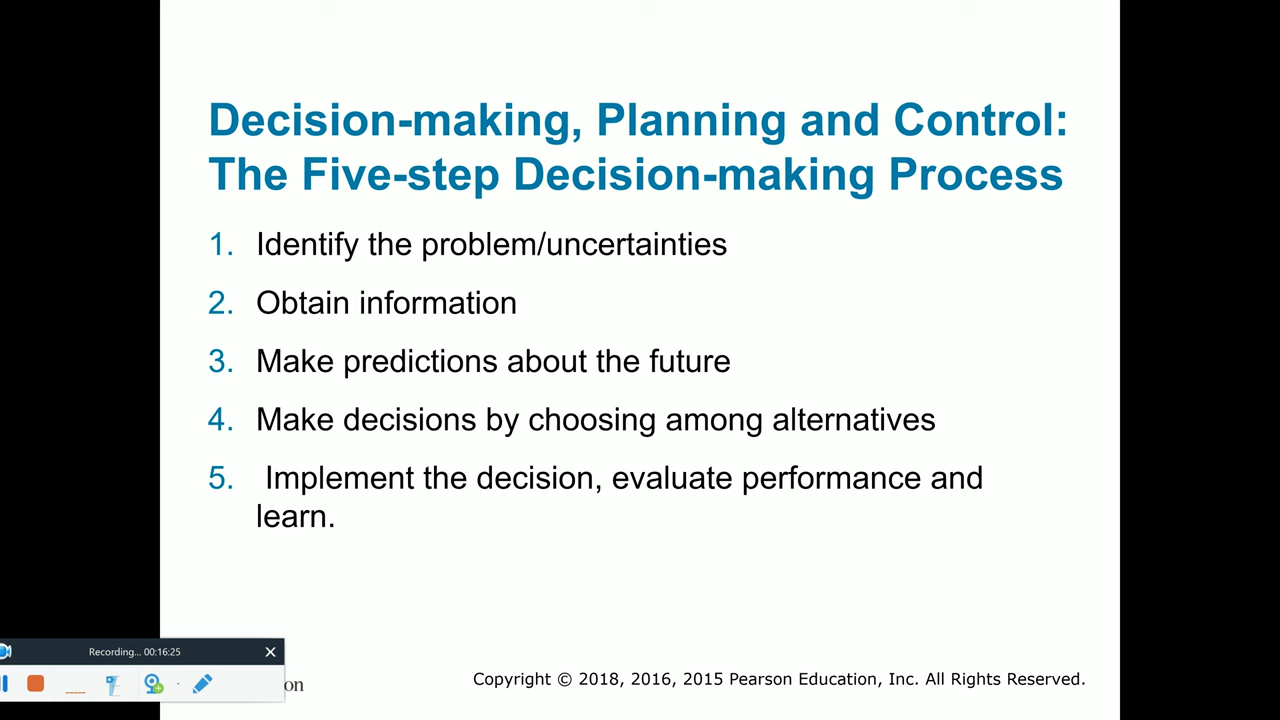 Decision-making, Planning and Control:
The Five-step Decision-making Process
1. Identify the problem/uncertainties
2. Obtain information
3. Make predictions about the future
4. Make decisions by choosing among alternatives
5. Implement the decision, evaluate performance and
learn.
Recording... 00:16:25
on
Copyright © 2018, 2016, 2015 Pearson Education, Inc. All Rights Reserved.